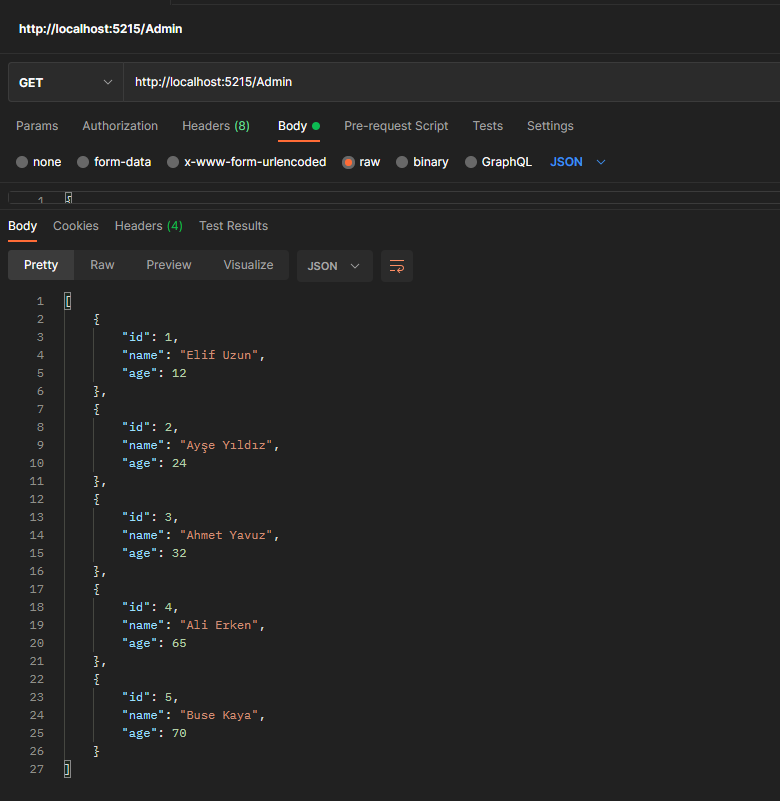 http://localhost:5215/Admin
GET http://localhost:5215/Admin
Params Authorization Headers (8) Body Pre-request Script Tests Settings
none form-data x-www-form-urlencoded raw binary GraphQL JSON
1 {
Body Cookies Headers (4) Test Results
Pretty Raw Preview Visualize JSON
1 [
2 {
3 "id": 1,
4 "name": "Elif Uzun",
5 "age": 12
6 },
7 {
8 "id": 2,
9 "name": "Ayşe Yıldız",
10 "age": 24
11 },
12 {
13 "id": 3,
14 "name": "Ahmet Yavuz",
15 "age": 32
16 },
17 {
18 "id": 4,
19 "name": "Ali Erken",
20 "age": 65
21 },
22 {
23 "id": 5,
24 "name": "Buse Kaya",
25 "age": 70
26 }
27 ]